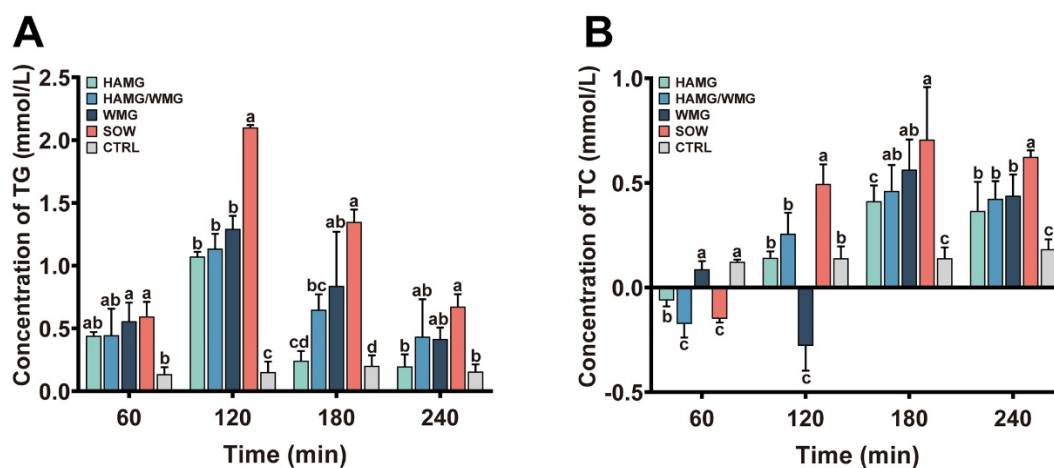 A
Concentration of TG (mmol/L)
2.5
2.0
1.5
1.0
0.5
0.0
HAMG
HAMG/WMG
WMG
SOW
CTRL
ab
ab
a
a
b
b
b
b
a
c
cd
bc
ab
a
d
b
ab
ab
a
b
60
120
180
240
Time (min)
B
Concentration of TC (mmol/L)
1.0
0.5
0.0
-0.5
HAMG
HAMG/WMG
WMG
SOW
CTRL
b
c
a
c
a
b
b
c
a
b
c
ab
ab
a
c
b
b
b
a
c
60
120
180
240
Time (min)